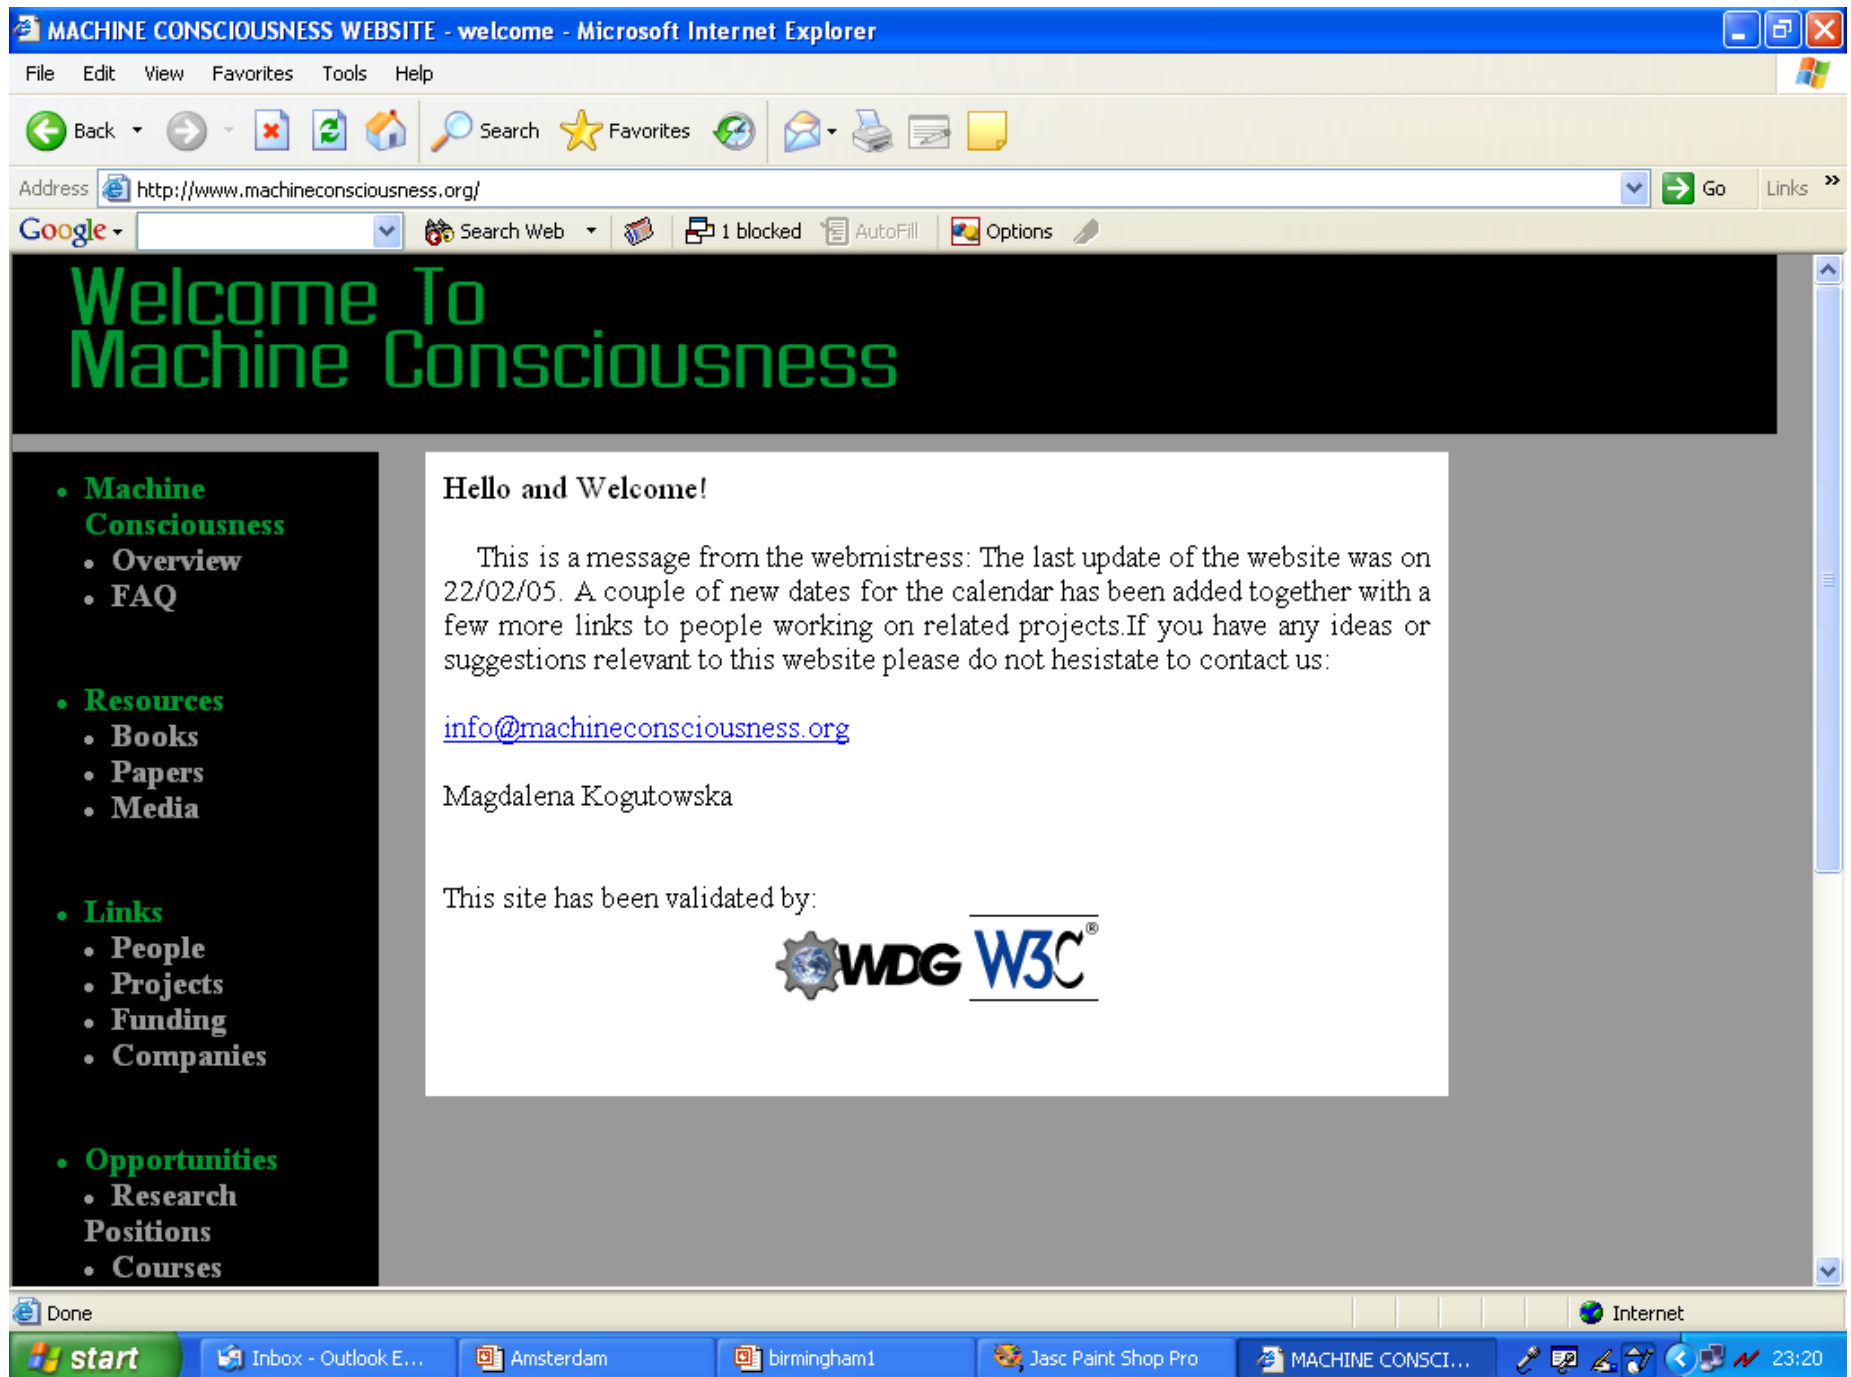 MACHINE CONSCIOUSNESS WEBSITE - welcome - Microsoft Internet Explorer
File Edit View Favorites Tools Help
Back Search Favorites
Address http://www.machineconsciousness.org/ Go Links »
Google Search Web 1 blocked AutoFill Options
Welcome To
Machine Consciousness
• Machine
Consciousness
• Overview
• FAQ
• Resources
• Books
• Papers
• Media
• Links
• People
• Projects
• Funding
• Companies
• Opportunities
• Research
Positions
• Courses
Hello and Welcome!
This is a message from the webmistress: The last update of the website was on
22/02/05. A couple of new dates for the calendar has been added together with a
few more links to people working on related projects.If you have any ideas or
suggestions relevant to this website please do not hesistate to contact us:
info@machineconsciousness.org
Magdalena Kogutowska
This site has been validated by:
WDG W3C®
Done Internet
start Inbox - Outlook E... Amsterdam birmingham1 Jasc Paint Shop Pro MACHINE CONSCI... 23:20